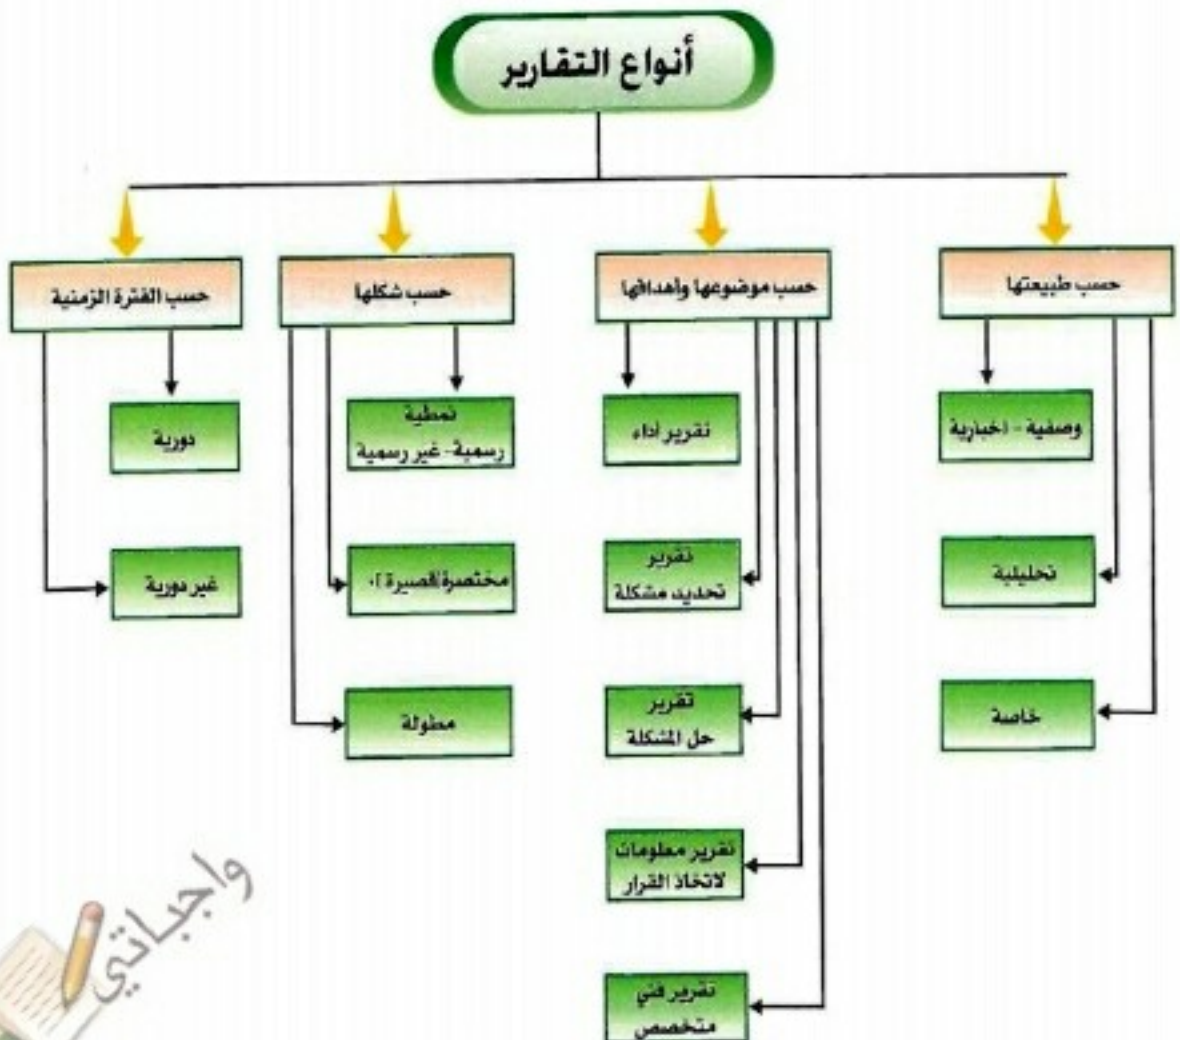 أنواع التقارير
حسب طبيعتها
وصفية - اخبارية
تحليلية
خاصة
حسب موضوعها وأهدافها
تقرير أداء
تقرير
تحديد مشكلة
تقرير
حل المشكلة
تقرير معلومات
لاتخاذ القرار
تقرير فني
متخصص
حسب شكلها
نمطية
رسمية - غير رسمية
مختصرة (قصيرة).
مطولة
حسب الفترة الزمنية
دورية
غير دورية
واجباتي